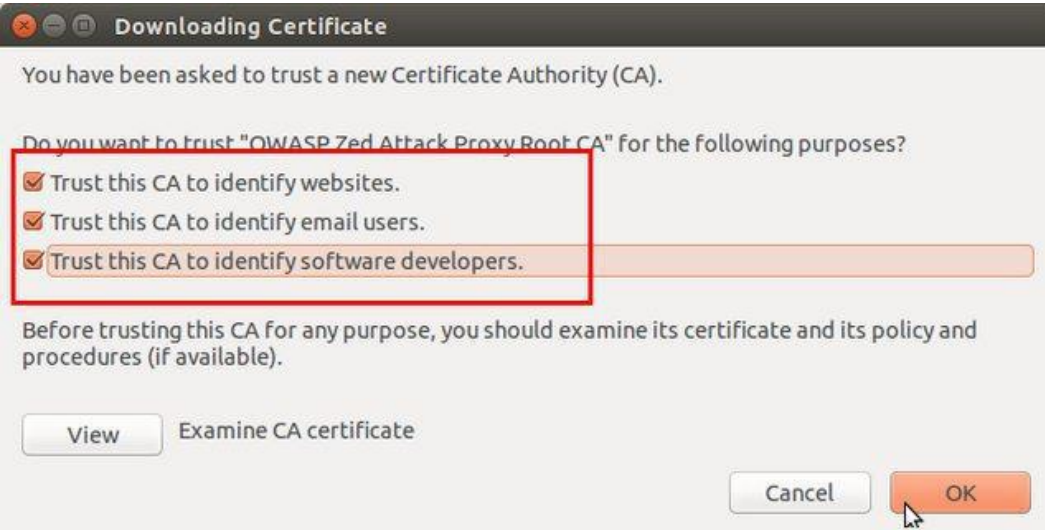 Downloading Certificate
You have been asked to trust a new Certificate Authority (CA).
Do you want to trust "OWASP Zed Attack Proxy Root CA" for the following purposes?
Trust this CA to identify websites.
Trust this CA to identify email users.
Trust this CA to identify software developers.
Before trusting this CA for any purpose, you should examine its certificate and its policy and
procedures (if available).
View Examine CA certificate
Cancel OK